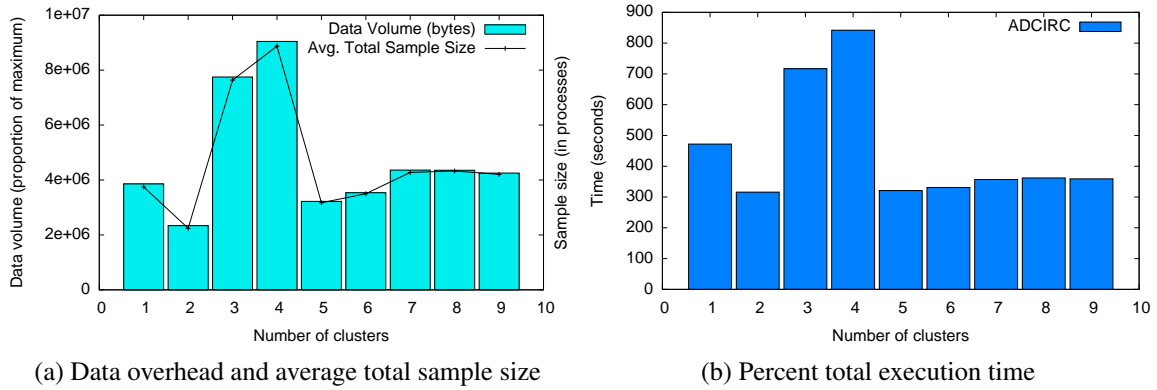 1e+07
8e+06
6e+06
4e+06
2e+06
0
0 1 2 3 4 5 6 7 8 9 10
Data volume (proportion of maximum)
Number of clusters
Sample size (in processes)
Data Volume (bytes)
Avg. Total Sample Size
(a) Data overhead and average total sample size
900
800
700
600
500
400
300
200
100
0
0 1 2 3 4 5 6 7 8 9 10
Time (seconds)
Number of clusters
ADCIRC
(b) Percent total execution time